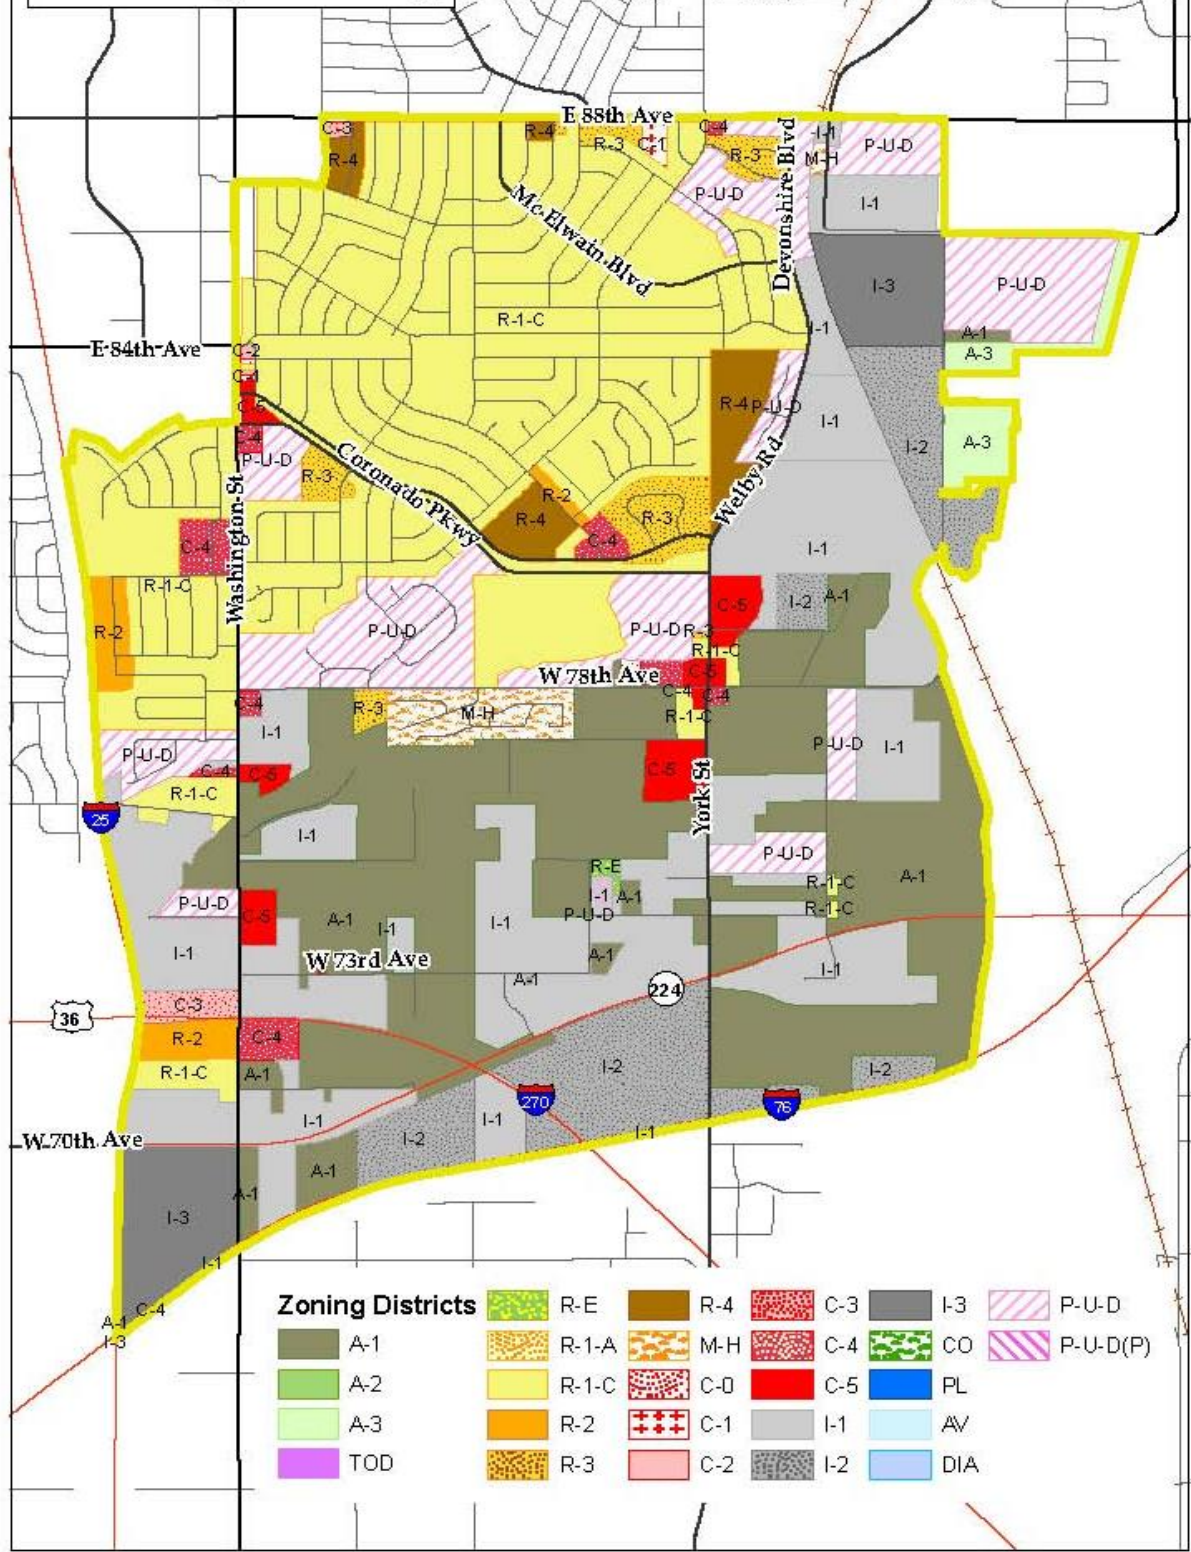 E 88th Ave
C-3
R-4
R-4
R-3
C-1
C-4
R-3
Devonshire Blvd
I-1
M-H
P-U-D
P-U-D
I-1
Mc Elwain Blvd
I-3
P-U-D
R-1-C
I-1
A-1
A-3
E 84th Ave
C-2
C-1
C-5
C-4
P-U-D
R-3
Coronado Pkwy
R-4
P-U-D
I-1
I-2
A-3
Welby Rd
R-2
R-4
C-4
R-3
I-1
Washington St
C-4
R-1-C
R-2
P-U-D
P-U-D
R-3
R-1-C
C-5
I-2
A-1
W 78th Ave
C-5
C-4
C-4
R-1-C
C-4
I-1
R-3
M-H
P-U-D
I-1
P-U-D
C-4
C-5
R-1-C
C-5
York St
25
I-1
P-U-D
R-E
I-1
A-1
P-U-D
R-1-C
R-1-C
A-1
P-U-D
C-5
A-1
I-1
I-1
I-1
W 73rd Ave
A-1
A-1
I-1
224
C-3
36
R-2
C-4
R-1-C
A-1
I-2
I-2
270
76
I-1
I-1
I-1
I-2
W 70th Ave
A-1
A-1
I-3
I-1
C-4
A-1
I-3
Zoning Districts
A-1
A-2
A-3
TOD
R-E
R-1-A
R-1-C
R-2
R-3
R-4
M-H
C-0
C-1
C-2
C-3
C-4
C-5
I-1
I-2
I-3
CO
PL
AV
DIA
P-U-D
P-U-D(P)